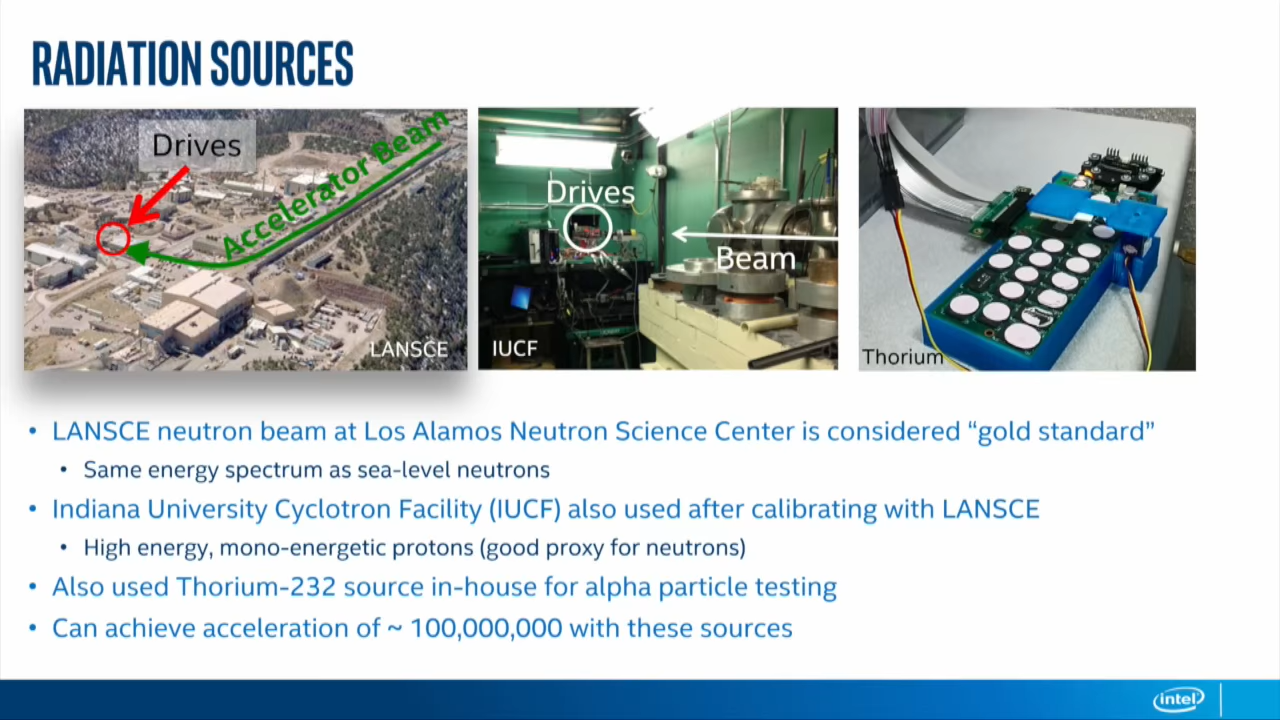 RADIATION SOURCES
Drives
Accelerator Beam
LANSCE
Drives
Beam
IUCF
Thorium
• LANSCE neutron beam at Los Alamos Neutron Science Center is considered “gold standard”
• Same energy spectrum as sea-level neutrons
• Indiana University Cyclotron Facility (IUCF) also used after calibrating with LANSCE
• High energy, mono-energetic protons (good proxy for neutrons)
• Also used Thorium-232 source in-house for alpha particle testing
• Can achieve acceleration of ~ 100,000,000 with these sources
intel